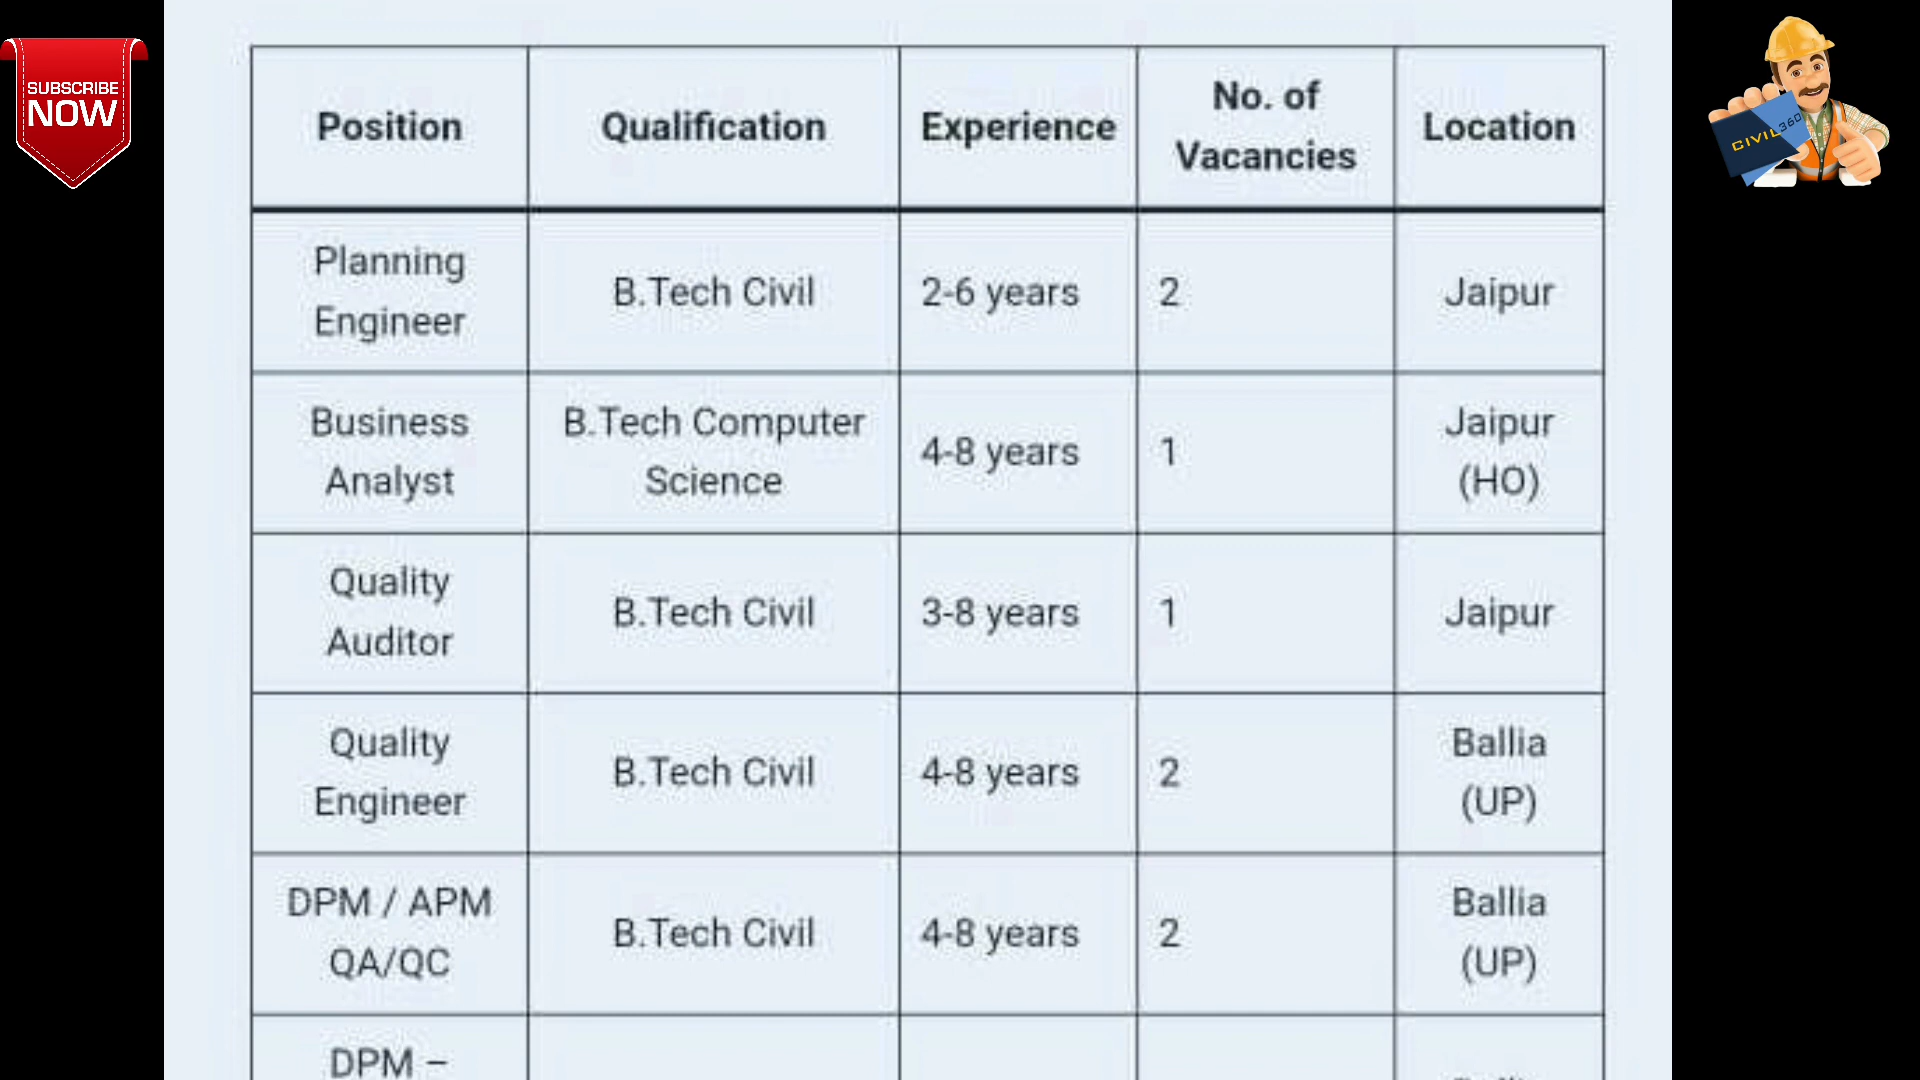 SUBSCRIBE
NOW
CIVIL 360
Position
Qualification
Experience
No. of
Vacancies
Location
Planning
Engineer
B.Tech Civil
2-6 years
2
Jaipur
Business
Analyst
B.Tech Computer
Science
4-8 years
1
Jaipur
(HO)
Quality
Auditor
B.Tech Civil
3-8 years
1
Jaipur
Quality
Engineer
B.Tech Civil
4-8 years
2
Ballia
(UP)
DPM / APM
QA/QC
B.Tech Civil
4-8 years
2
Ballia
(UP)
DPM –